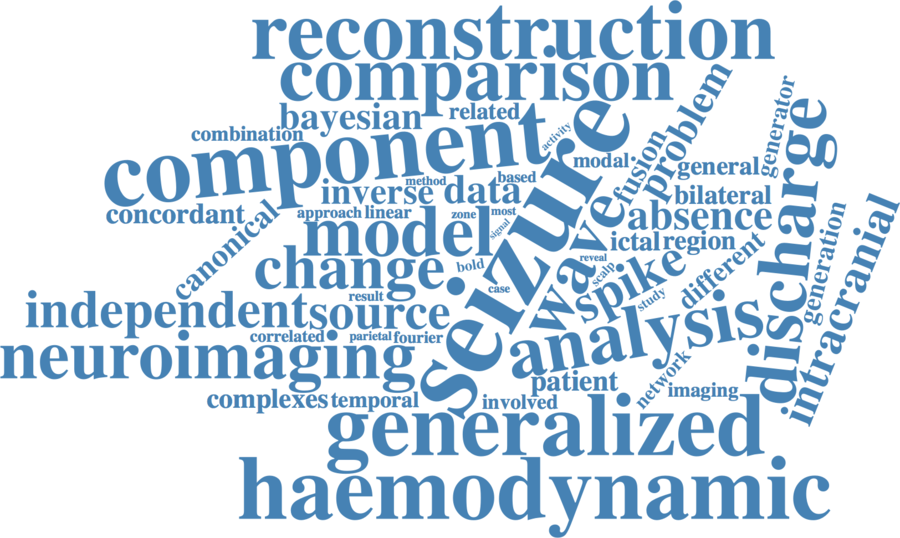 reconstruction
comparison
bayesian related
combination
component
activity
modal
problem
generator
fusion
general
discharge
seizure
method based
inverse data
bilateral
concordant
canonical
approach linear zone most
signal
wave
absence
model
ictal region
change
bold
reveal
scalp
spike
different
generation
intracranial
case
study
result
independent source
correlated parietal fourier
analysis
neuroimaging
network
patient
imaging
complexes temporal
involved
generalized
haemodynamic